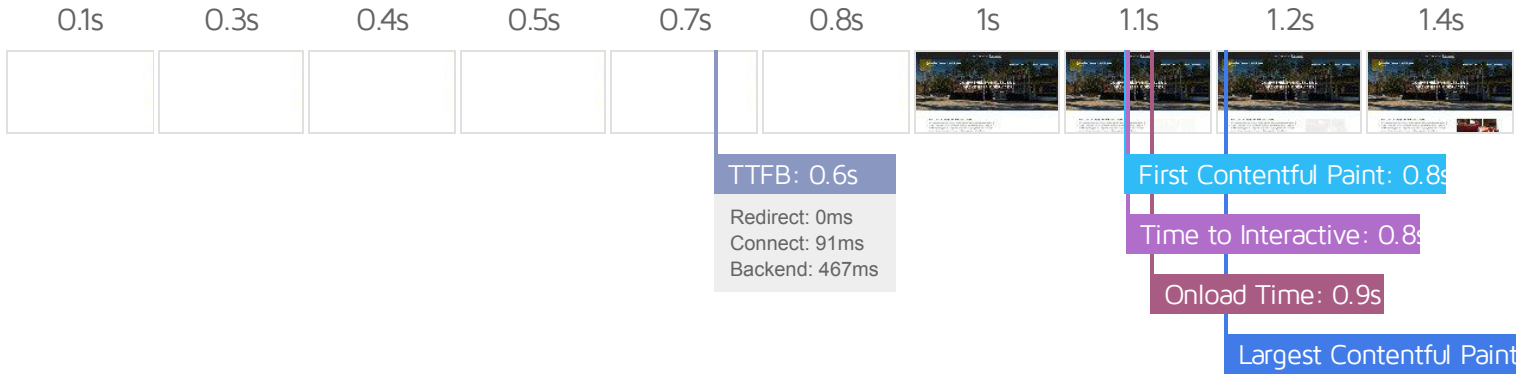 0.1s 0.3s 0.4s 0.5s 0.7s 0.8s 1s 1.1s 1.2s 1.4s
TTFB: 0.6s
Redirect: 0ms
Connect: 91ms
Backend: 467ms
First Contentful Paint: 0.8s
Time to Interactive: 0.8s
Onload Time: 0.9s
Largest Contentful Paint